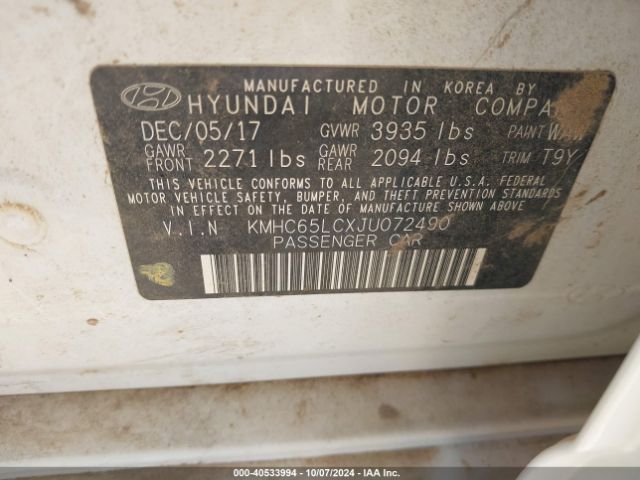 MANUFACTURED IN KOREA BY
HYUNDAI MOTOR COMPA
DEC/05/17 GVWR 3935 lbs PAINT
GAWR FRONT 2271 lbs GAWR REAR 2094 lbs TRIM T9Y
THIS VEHICLE CONFORMS TO ALL APPLICABLE U.S.A. FEDERAL
MOTOR VEHICLE SAFETY, BUMPER, AND THEFT PREVENTION STANDARDS
IN EFFECT ON THE DATE OF MANUFACTURE SHOWN ABOVE.
V.I.N KMHC65LCXJU072490
PASSENGER CAR
000-40533994 | 10/07/2024 - IAA Inc.